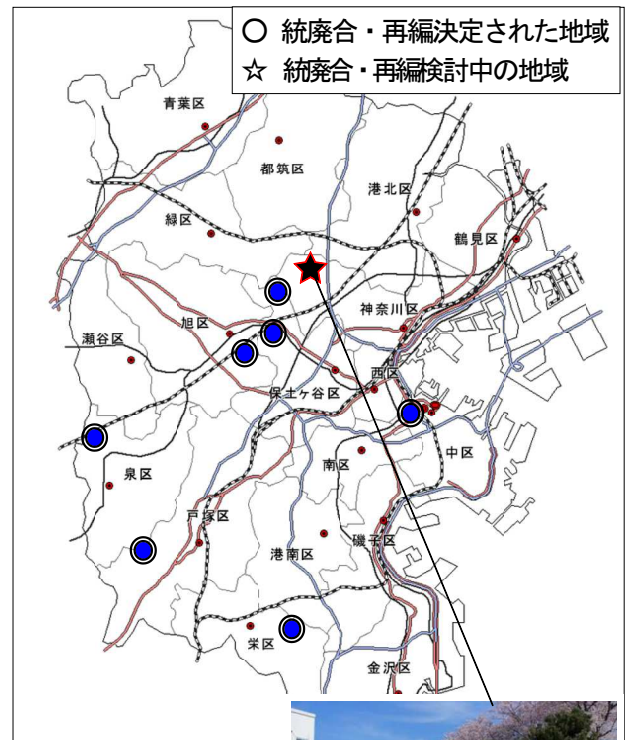 ○ 統廃合・再編決定された地域
☆ 統廃合・再編検討中の地域
青葉区
都筑区
港北区
緑区
鶴見区
神奈川区
旭区
瀬谷区
西区
保土ヶ谷区
中区
南区
泉区
戸塚区
磯子区
港南区
栄区
金沢区